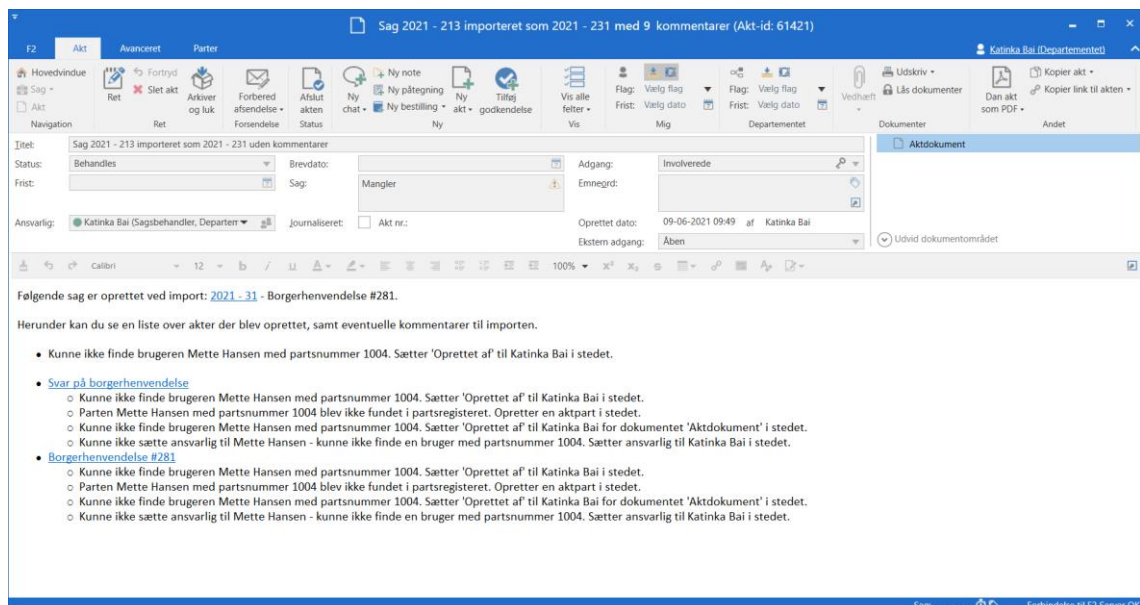 Sag 2021 - 213 importeret som 2021 - 231 med 9 kommentarer (Akt-id: 61421)
F2 Akt Avanceret Parter Katinka Bai (Departementet)
Hovedvindue
Sag
Akt
Navigation
Ret
Fortryd
Slet akt
Ret
Arkiver og luk
Forbered afsendelse
Forsendelse
Afslut akten
Status
Ny chat
Ny note
Ny påtegning
Ny bestilling
Ny akt
Tilføj godkendelse
Ny
Vis alle felter
Vis
Flag: Vælg flag
Frist: Vælg dato
Mig
Flag: Vælg flag
Frist: Vælg dato
Departementet
Vedhæft
Udskriv
Lås dokumenter
Dokumenter
Dan akt som PDF
Kopier akt
Kopier link til akten
Andet
Titel: Sag 2021 - 213 importeret som 2021 - 231 uden kommentarer
Aktdokument
Status: Behandles Brevdato: Adgang: Involverede
Frist: Sag: Mangler Emneord:
Ansvarlig: Katinka Bai (Sagsbehandler, Departem Journaliseret: Akt nr.: Oprettet dato: 09-06-2021 09:49 af Katinka Bai
Ekstern adgang: Åben
Udvid dokumentområdet
Calibri 12 b i U 100%
Følgende sag er oprettet ved import: 2021 - 31 - Borgerhenvendelse #281.
Herunder kan du se en liste over akter der blev oprettet, samt eventuelle kommentarer til importen.
• Kunne ikke finde brugeren Mette Hansen med partsnummer 1004. Sætter 'Oprettet af' til Katinka Bai i stedet.
• Svar på borgerhenvendelse
○ Kunne ikke finde brugeren Mette Hansen med partsnummer 1004. Sætter 'Oprettet af' til Katinka Bai i stedet.
○ Parten Mette Hansen med partsnummer 1004 blev ikke fundet i partsregisteret. Opretter en aktpart i stedet.
○ Kunne ikke finde brugeren Mette Hansen med partsnummer 1004. Sætter 'Oprettet af' til Katinka Bai for dokumentet 'Aktdokument' i stedet.
○ Kunne ikke sætte ansvarlig til Mette Hansen - kunne ikke finde en bruger med partsnummer 1004. Sætter ansvarlig til Katinka Bai i stedet.
• Borgerhenvendelse #281
○ Kunne ikke finde brugeren Mette Hansen med partsnummer 1004. Sætter 'Oprettet af' til Katinka Bai i stedet.
○ Parten Mette Hansen med partsnummer 1004 blev ikke fundet i partsregisteret. Opretter en aktpart i stedet.
○ Kunne ikke finde brugeren Mette Hansen med partsnummer 1004. Sætter 'Oprettet af' til Katinka Bai for dokumentet 'Aktdokument' i stedet.
○ Kunne ikke sætte ansvarlig til Mette Hansen - kunne ikke finde en bruger med partsnummer 1004. Sætter ansvarlig til Katinka Bai i stedet.
Forbindelse til F2 Server OK